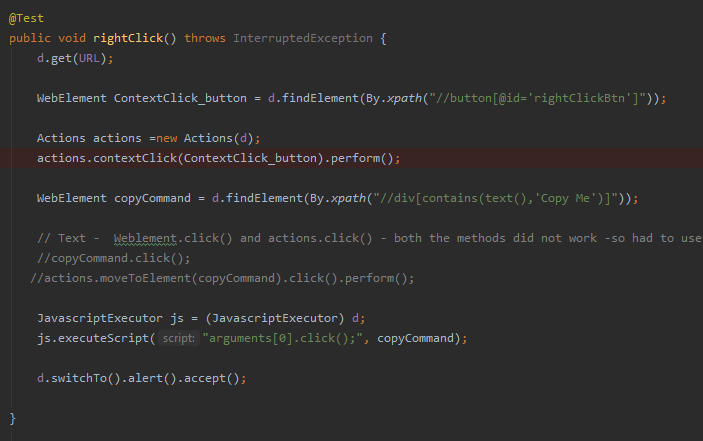 @Test
public void rightClick() throws InterruptedException {
d.get(URL);
WebElement ContextClick_button = d.findElement(By.xpath("//button[@id='rightClickBtn']"));
Actions actions =new Actions(d);
actions.contextClick(ContextClick_button).perform();
WebElement copyCommand = d.findElement(By.xpath("//div[contains(text(),'Copy Me')]"));
// Text -  Weblement.click() and actions.click() - both the methods did not work -so had to use
//copyCommand.click();
//actions.moveToElement(copyCommand).click().perform();
JavascriptExecutor js = (JavascriptExecutor) d;
js.executeScript( script: "arguments[0].click();", copyCommand);
d.switchTo().alert().accept();
}